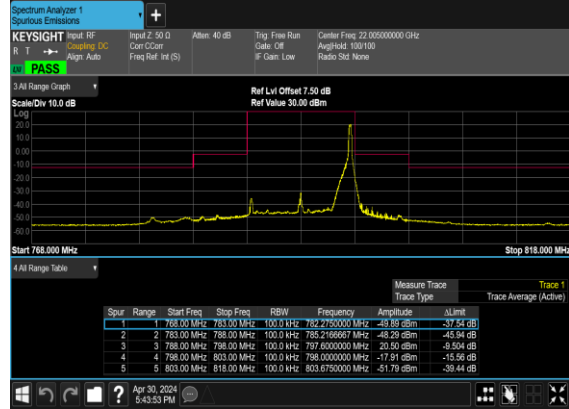 Spectrum Analyzer 1
Spurious Emissions
KEYSIGHT Input: RF Input Z: 50 Ω Atten: 40 dB Trig: Free Run Center Freq: 22.005000000 GHz
R T Coupling: DC Corr CCorr Gate: Off Avg|Hold: 100/100
Align: Auto Freq Ref: Int (S) IF Gain: Low Radio Std: None
PASS
3 All Range Graph
Ref Lvl Offset 7.50 dB
Scale/Div 10.0 dB Ref Value 30.00 dBm
Log
20.0
10.0
0.00
-10.0
-20.0
-30.0
-40.0
-50.0
-60.0
Start 768.000 MHz Stop 818.000 MHz
4 All Range Table
Measure Trace Trace 1
Trace Type Trace Average (Active)
Spur Range Start Freq Stop Freq RBW Frequency Amplitude ΔLimit
1 1 768.00 MHz 783.00 MHz 100.0 kHz 782.2750000 MHz -49.89 dBm -37.54 dB
2 2 783.00 MHz 788.00 MHz 100.0 kHz 785.2166667 MHz -48.29 dBm -45.94 dB
3 3 788.00 MHz 798.00 MHz 100.0 kHz 797.6000000 MHz 20.50 dBm -9.504 dB
4 4 798.00 MHz 803.00 MHz 100.0 kHz 798.0000000 MHz -17.91 dBm -15.56 dB
5 5 803.00 MHz 818.00 MHz 100.0 kHz 803.6750000 MHz -51.79 dBm -39.44 dB
? Apr 30, 2024
5:43:53 PM